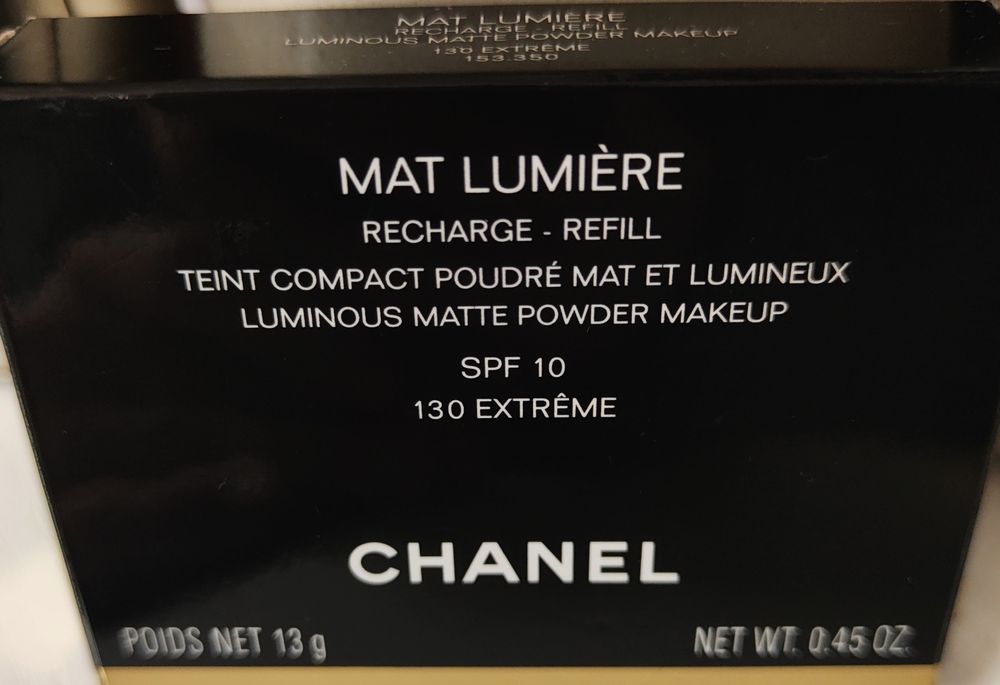 MAT LUMIÈRE
RECHARGE - REFILL
LUMINOUS MATTE POWDER MAKEUP
130 EXTRÊME
153.350
MAT LUMIÈRE
RECHARGE - REFILL
TEINT COMPACT POUDRÉ MAT ET LUMINEUX
LUMINOUS MATTE POWDER MAKEUP
SPF 10
130 EXTRÊME
CHANEL
POIDS NET 13 g NET WT. 0.45 OZ.